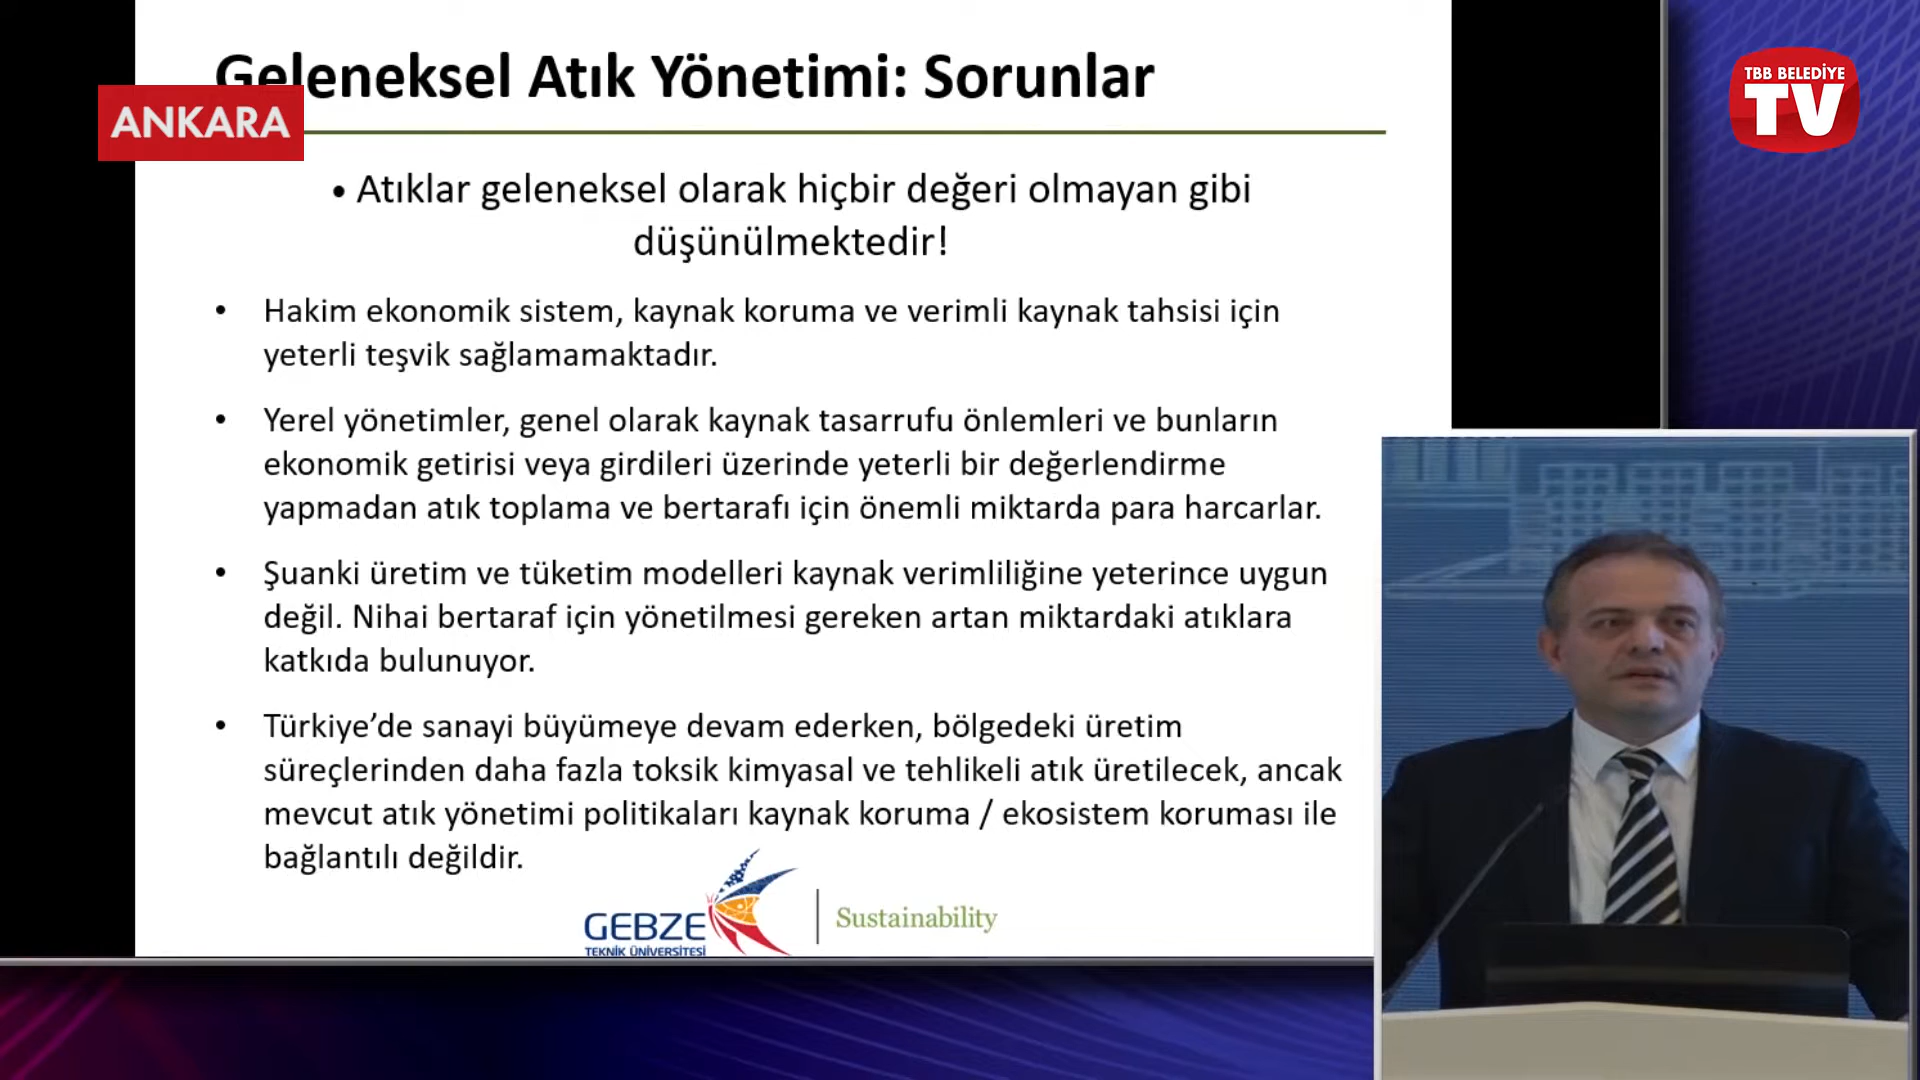 Geleneksel Atık Yönetimi: Sorunlar
ANKARA
TBB BELEDİYE
TV
• Atıklar geleneksel olarak hiçbir değeri olmayan gibi
düşünülmektedir!
• Hakim ekonomik sistem, kaynak koruma ve verimli kaynak tahsisi için
yeterli teşvik sağlamamaktadır.
• Yerel yönetimler, genel olarak kaynak tasarrufu önlemleri ve bunların
ekonomik getirisi veya girdileri üzerinde yeterli bir değerlendirme
yapmadan atık toplama ve bertarafı için önemli miktarda para harcarlar.
• Şuanki üretim ve tüketim modelleri kaynak verimliliğine yeterince uygun
değil. Nihai bertaraf için yönetilmesi gereken artan miktardaki atıklara
katkıda bulunuyor.
• Türkiye’de sanayi büyümeye devam ederken, bölgedeki üretim
süreçlerinden daha fazla toksik kimyasal ve tehlikeli atık üretilecek, ancak
mevcut atık yönetimi politikaları kaynak koruma / ekosistem koruması ile
bağlantılı değildir.
GEBZE
TEKNİK ÜNİVERSİTESİ
Sustainability